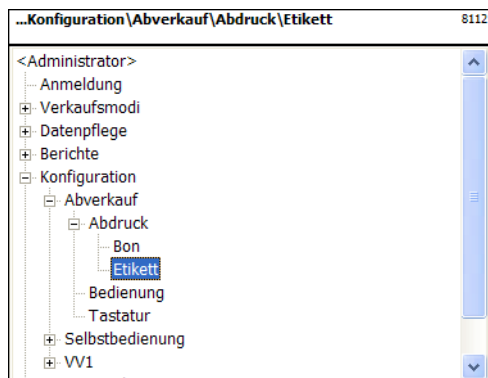 ...Konfiguration\Abverkauf\Abdruck\Etikett 8112
<Administrator>
Anmeldung
Verkaufsmodi
Datenpflege
Berichte
Konfiguration
Abverkauf
Abdruck
Bon
Etikett
Bedienung
Tastatur
Selbstbedienung
VV1